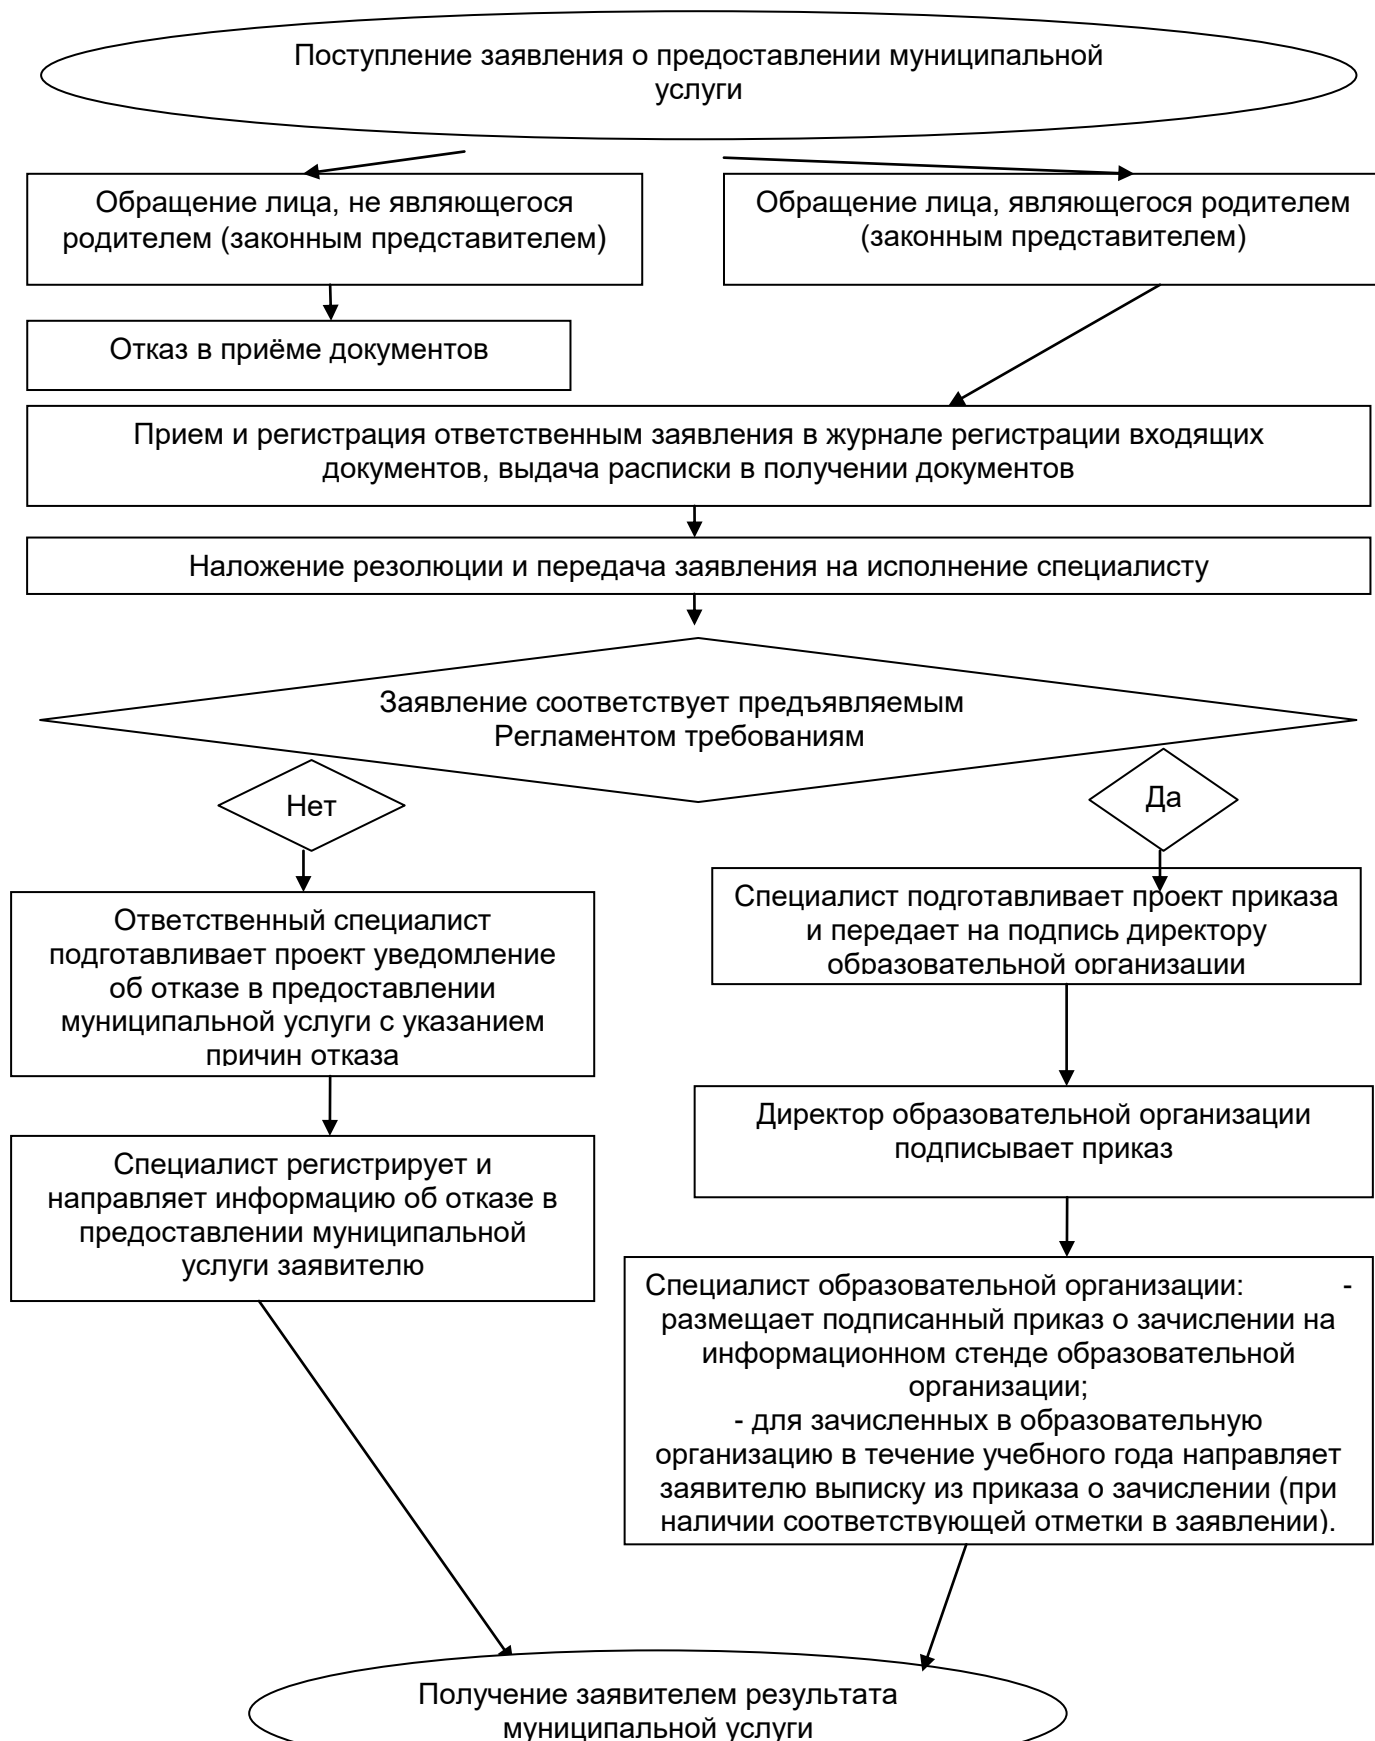 Поступление заявления о предоставлении муниципальной
услуги
Обращение лица, не являющегося
родителем (законным представителем)
Обращение лица, являющегося родителем
(законным представителем)
Отказ в приёме документов
Прием и регистрация ответственным заявления в журнале регистрации входящих
документов, выдача расписки в получении документов
Наложение резолюции и передача заявления на исполнение специалисту
Заявление соответствует предъявляемым
Регламентом требованиям
Нет
Да
Ответственный специалист
подготавливает проект уведомление
об отказе в предоставлении
муниципальной услуги с указанием
причин отказа
Специалист подготавливает проект приказа
и передает на подпись директору
образовательной организации
Директор образовательной организации
подписывает приказ
Специалист регистрирует и
направляет информацию об отказе в
предоставлении муниципальной
услуги заявителю
Специалист образовательной организации: -
размещает подписанный приказ о зачислении на
информационном стенде образовательной
организации;
- для зачисленных в образовательную
организацию в течение учебного года направляет
заявителю выписку из приказа о зачислении (при
наличии соответствующей отметки в заявлении).
Получение заявителем результата
муниципальной услуги